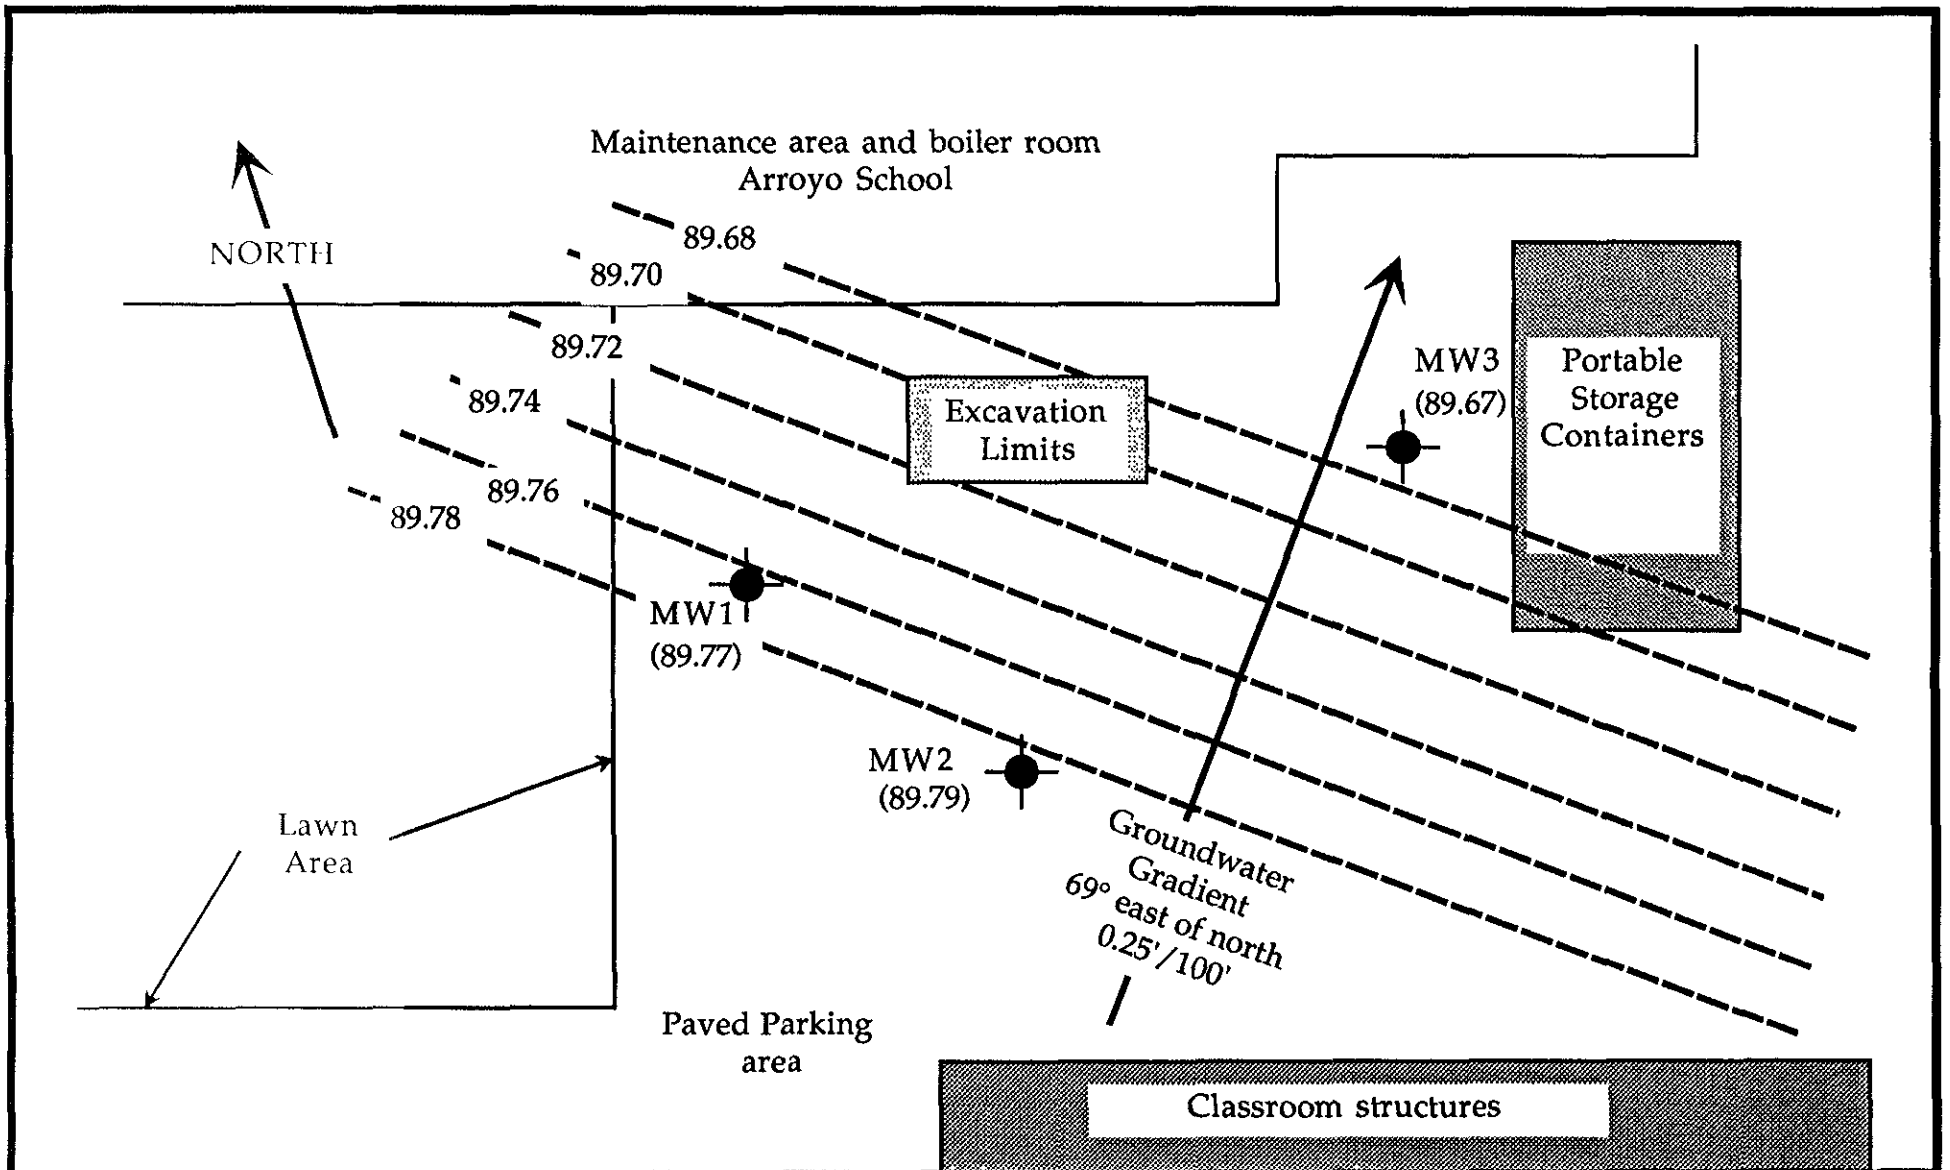 Maintenance area and boiler room
Arroyo School
NORTH
89.68
89.70
89.72
89.74
89.76
89.78
MW3
(89.67)
Portable
Storage
Containers
Excavation
Limits
MW1
(89.77)
MW2
(89.79)
Lawn
Area
Groundwater
Gradient
69° east of north
0.25'/100'
Paved Parking
area
Classroom structures